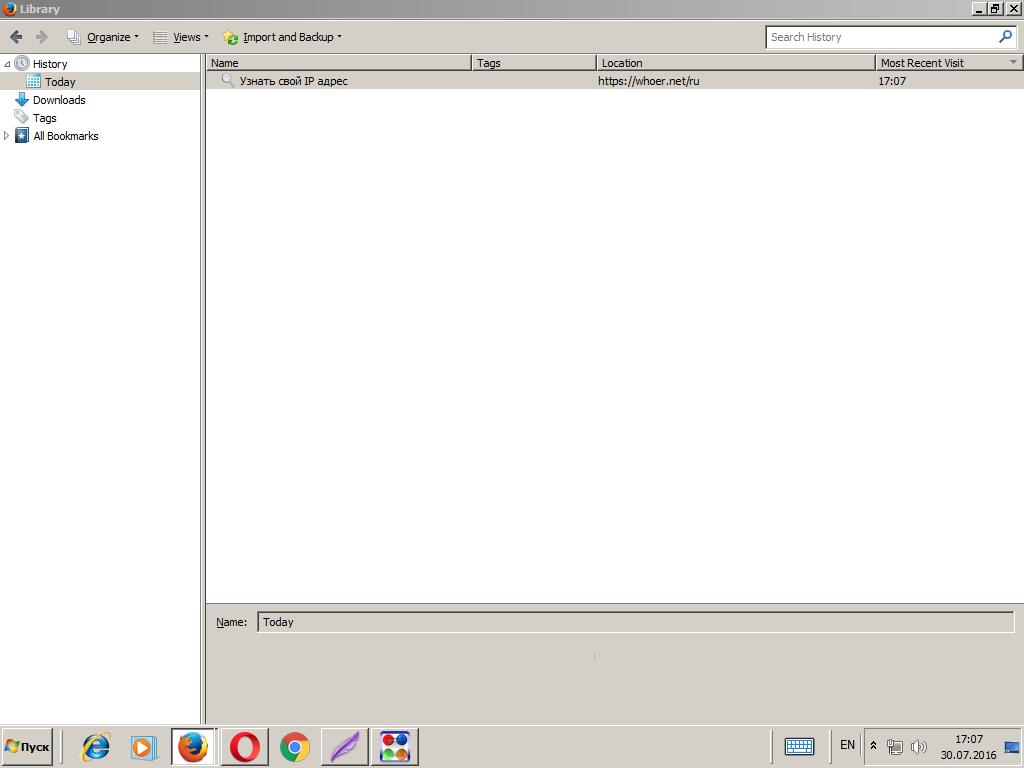 Library
Organize
Views
Import and Backup
Search History
History
Today
Downloads
Tags
All Bookmarks
Name
Tags
Location
Most Recent Visit
Узнать свой IP адрес
https://whoer.net/ru
17:07
Name:
Today
Пуск
EN
17:07
30.07.2016